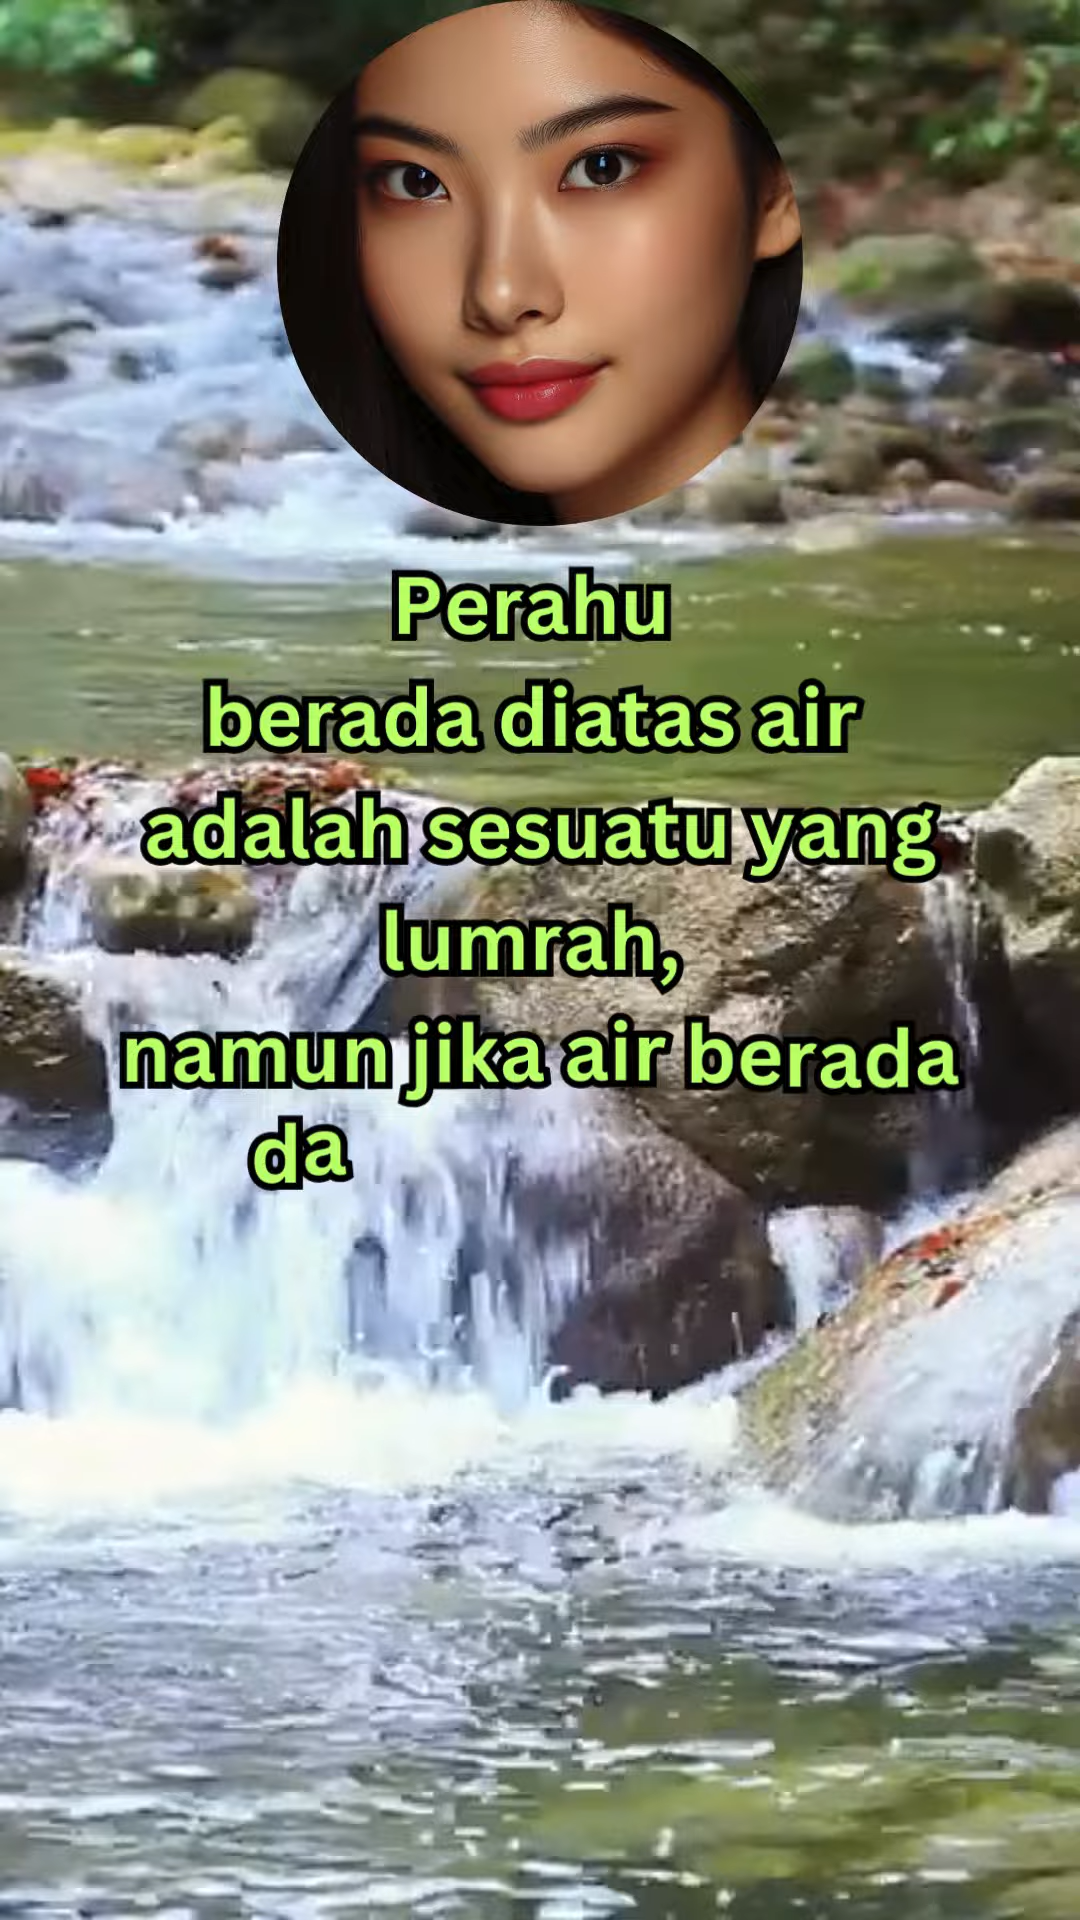 Perahu
berada diatas air
adalah sesuatu yang
lumrah,
namun jika air berada
da